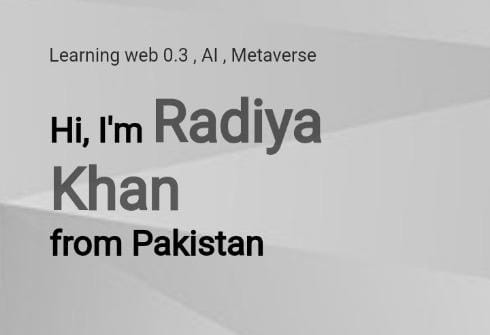 Learning web 0.3 , AI , Metaverse
Hi, I'm Radiya
Khan
from Pakistan